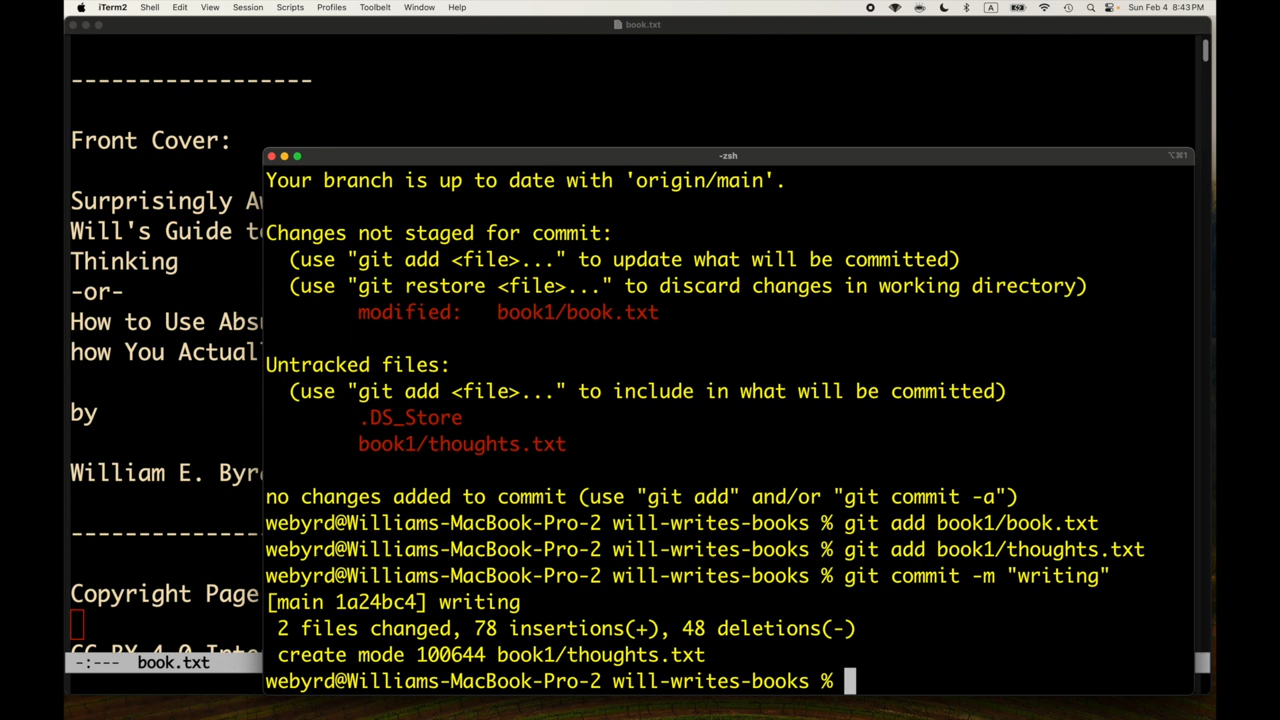 iTerm2 Shell Edit View Session Scripts Profiles Toolbelt Window Help A Sun Feb 4 8:43 PM
book.txt
------------------
Front Cover:
Surprisingly
Will's Guide
Thinking
-or-
How to Use
how You
by
William E.
Copyright Page
CC BY 4.0
-:--- book.txt
-zsh ⌥⌘1
Your branch is up to date with 'origin/main'.
Changes not staged for commit:
(use "git add <file>..." to update what will be committed)
(use "git restore <file>..." to discard changes in working directory)
modified: book1/book.txt
Untracked files:
(use "git add <file>..." to include in what will be committed)
.DS_Store
book1/thoughts.txt
no changes added to commit (use "git add" and/or "git commit -a")
webyrd@Williams-MacBook-Pro-2 will-writes-books % git add book1/book.txt
webyrd@Williams-MacBook-Pro-2 will-writes-books % git add book1/thoughts.txt
webyrd@Williams-MacBook-Pro-2 will-writes-books % git commit -m "writing"
[main 1a24bc4] writing
2 files changed, 78 insertions(+), 48 deletions(-)
create mode 100644 book1/thoughts.txt
webyrd@Williams-MacBook-Pro-2 will-writes-books %